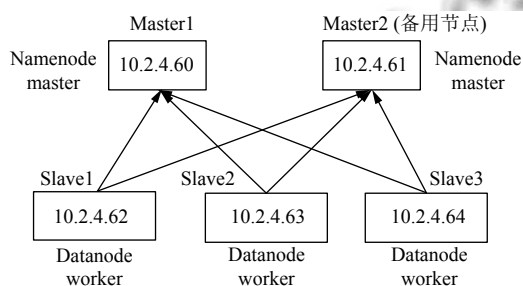 Master1
Master2 (备用节点)
Namenode
master
10.2.4.60
10.2.4.61
Namenode
master
Slave1
Slave2
Slave3
10.2.4.62
10.2.4.63
10.2.4.64
Datanode
worker
Datanode
worker
Datanode
worker